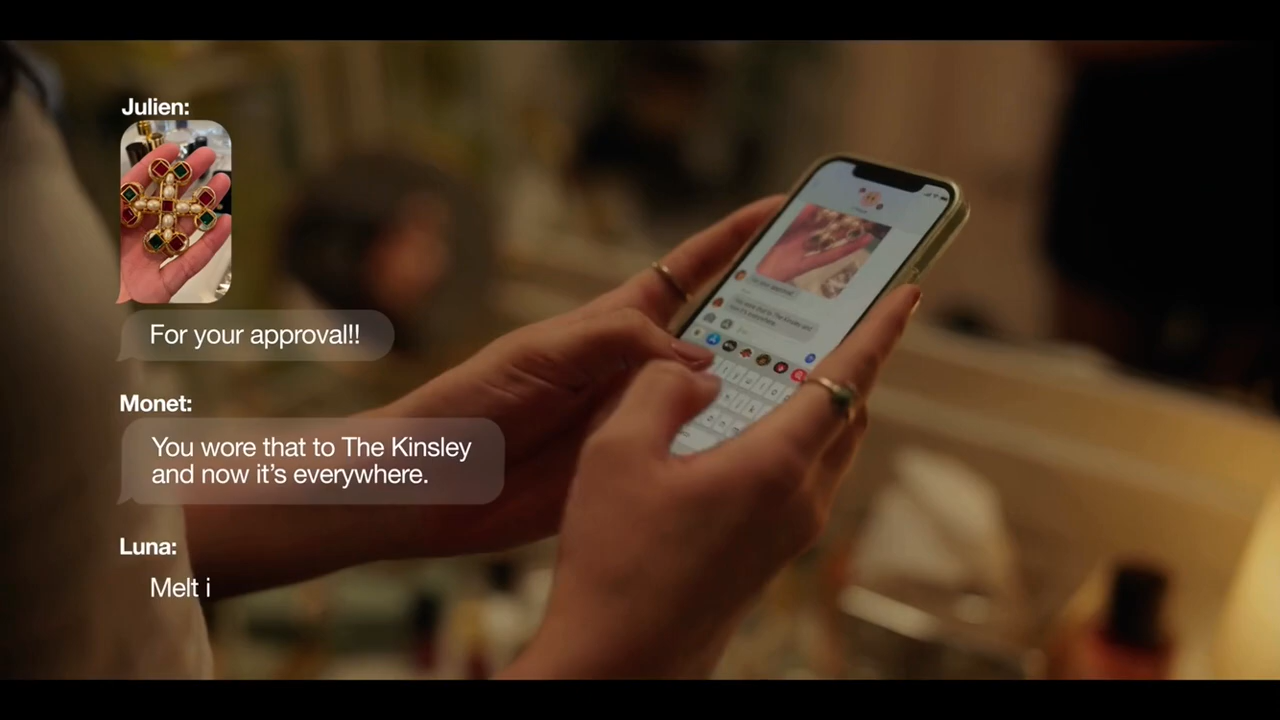 Julien:
For your approval!!
Monet:
You wore that to The Kinsley
and now it’s everywhere.
Luna:
Melt i